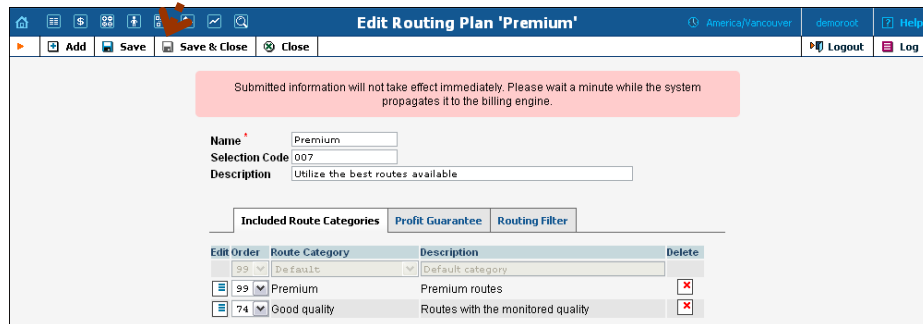 Edit Routing Plan 'Premium'
America/Vancouver
demoroot
? Help
Add
Save
Save & Close
Close
Logout
Log
Submitted information will not take effect immediately. Please wait a minute while the system
propagates it to the billing engine.
Name * Premium
Selection Code 007
Description Utilize the best routes available
Included Route Categories Profit Guarantee Routing Filter
Edit Order Route Category Description Delete
99 Default Default category
99 Premium Premium routes
74 Good quality Routes with the monitored quality